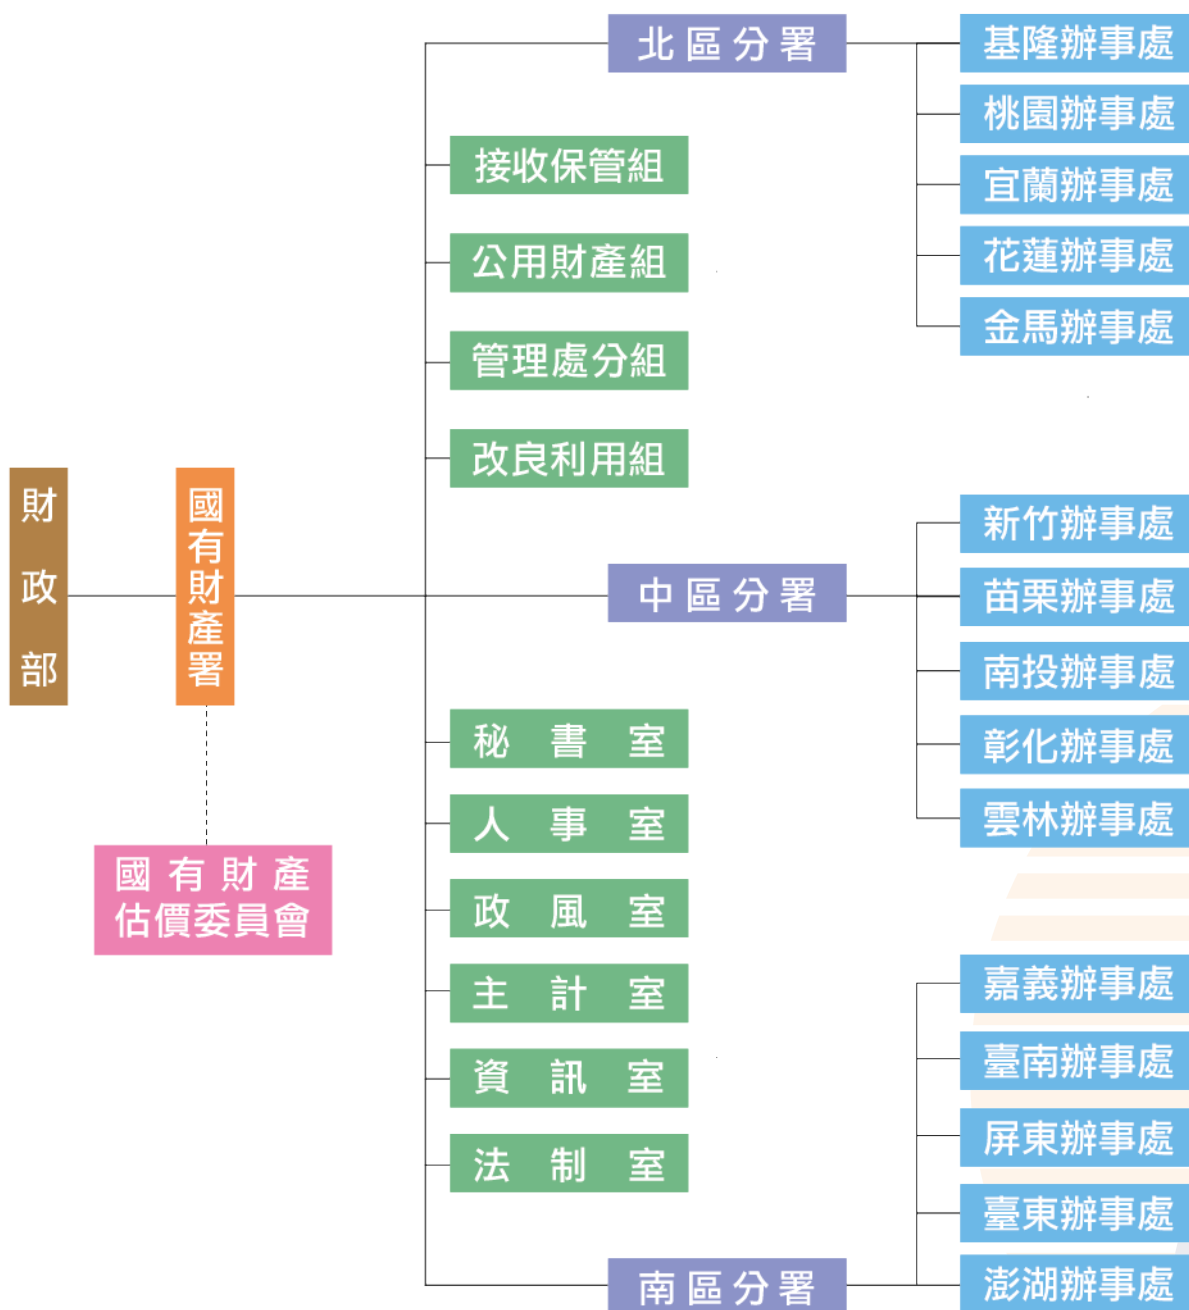 財政部
國有財產署
國有財產
估價委員會
北區分署
接收保管組
公用財產組
管理處分組
改良利用組
中區分署
秘書室
人事室
政風室
主計室
資訊室
法制室
南區分署
基隆辦事處
桃園辦事處
宜蘭辦事處
花蓮辦事處
金馬辦事處
新竹辦事處
苗栗辦事處
南投辦事處
彰化辦事處
雲林辦事處
嘉義辦事處
臺南辦事處
屏東辦事處
臺東辦事處
澎湖辦事處